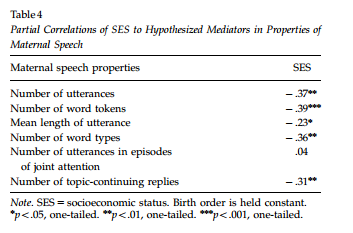 Table 4
Partial Correlations of SES to Hypothesized Mediators in Properties of
Maternal Speech
Maternal speech properties SES
Number of utterances −.37**
Number of word tokens −.39***
Mean length of utterance −.23*
Number of word types −.36**
Number of utterances in episodes .04
of joint attention
Number of topic-continuing replies −.31**
Note. SES = socioeconomic status. Birth order is held constant.
*p < .05, one-tailed. **p < .01, one-tailed. ***p < .001, one-tailed.